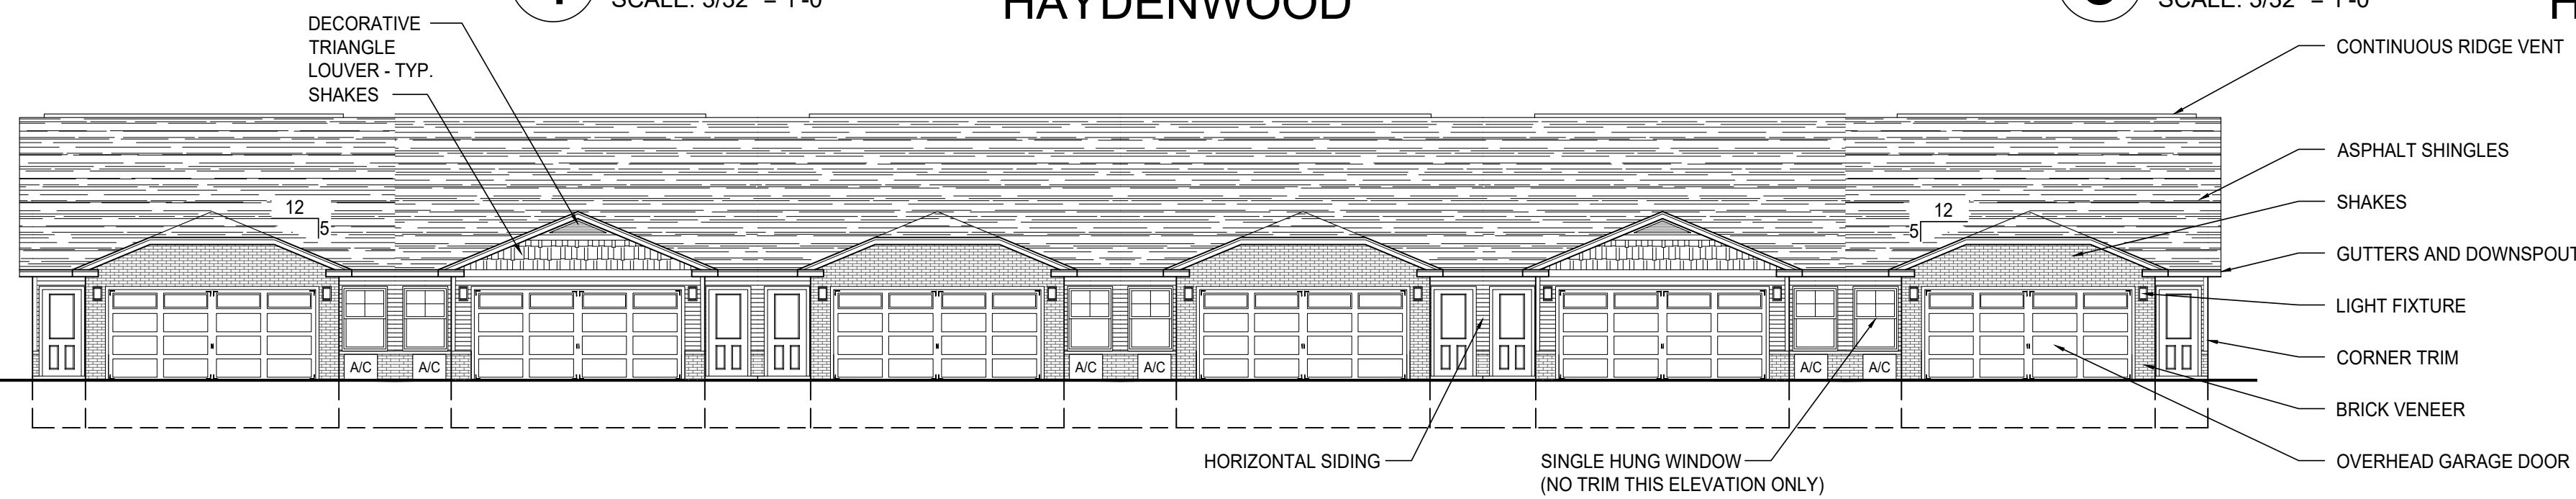 HAYDENWOOD
DECORATIVE
TRIANGLE
LOUVER - TYP.
SHAKES
CONTINUOUS RIDGE VENT
ASPHALT SHINGLES
SHAKES
GUTTERS AND DOWNSPOUT
LIGHT FIXTURE
CORNER TRIM
BRICK VENEER
OVERHEAD GARAGE DOOR
12
5
12
5
A/C
A/C
A/C
A/C
A/C
A/C
HORIZONTAL SIDING
SINGLE HUNG WINDOW
(NO TRIM THIS ELEVATION ONLY)